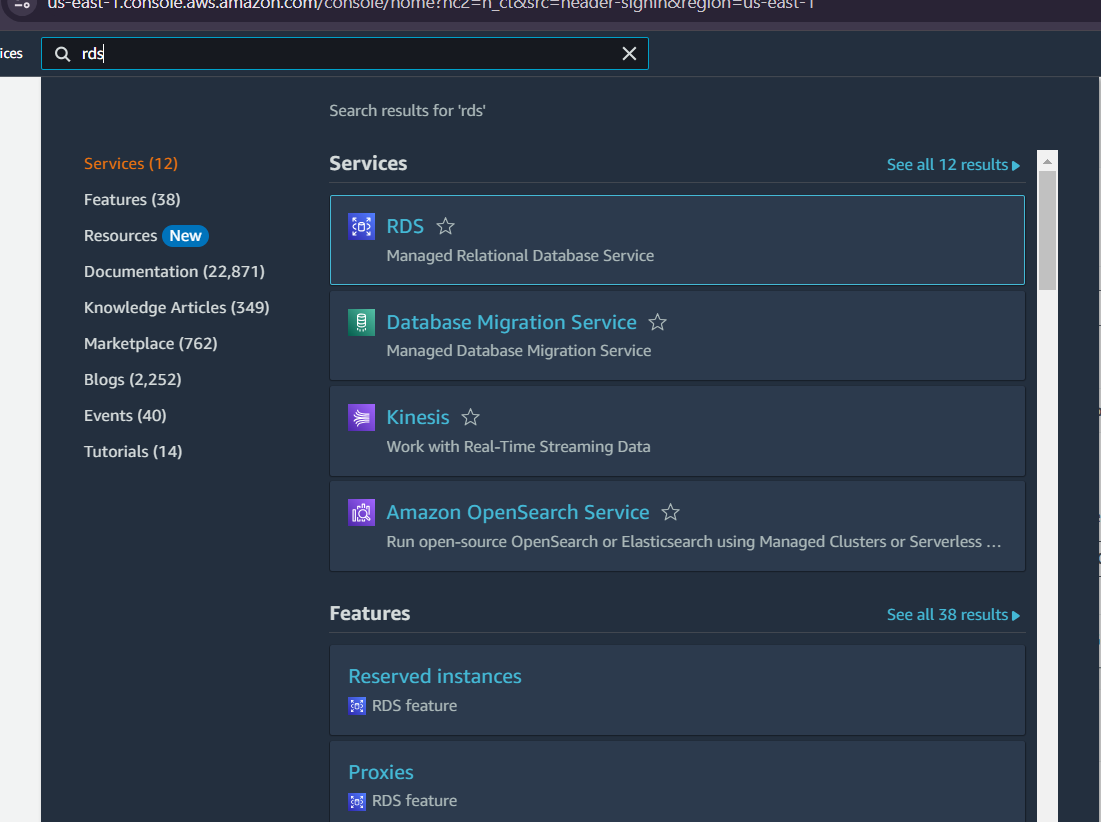 us-east-1.console.aws.amazon.com/console/home?nc2=h_ct&src=header-signin&region=us-east-1
ices
rds
Search results for 'rds'
Services (12)
Features (38)
Resources New
Documentation (22,871)
Knowledge Articles (349)
Marketplace (762)
Blogs (2,252)
Events (40)
Tutorials (14)
Services
See all 12 results
RDS
Managed Relational Database Service
Database Migration Service
Managed Database Migration Service
Kinesis
Work with Real-Time Streaming Data
Amazon OpenSearch Service
Run open-source OpenSearch or Elasticsearch using Managed Clusters or Serverless ...
Features
See all 38 results
Reserved instances
RDS feature
Proxies
RDS feature